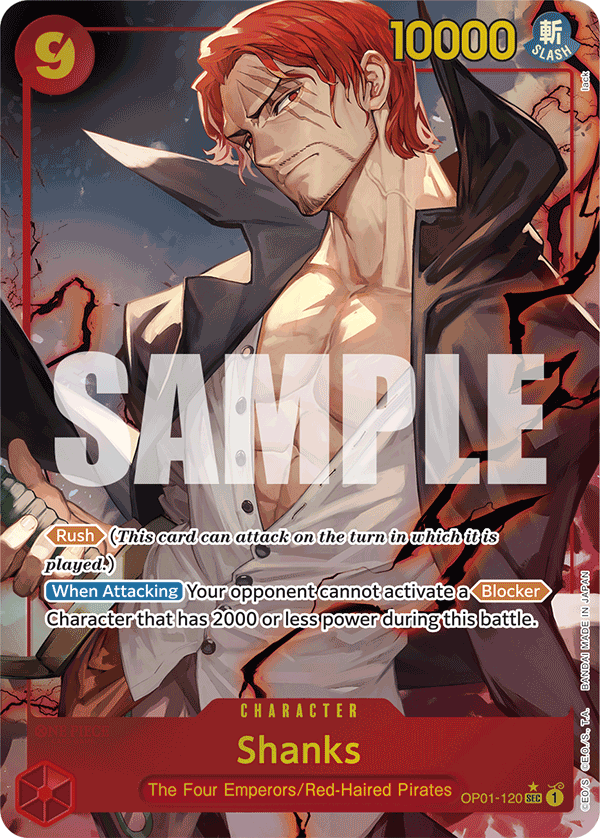 9
10000
斬
SLASH
lack
SAMPLE
Rush (This card can attack on the turn in which it is
played.)
When Attacking Your opponent cannot activate a Blocker
Character that has 2000 or less power during this battle.
CHARACTER
Shanks
The Four Emperors/Red-Haired Pirates
OP01-120 SEC 1
©E.O/S. ©E.O./S., T.A. BANDAI MADE IN JAPAN